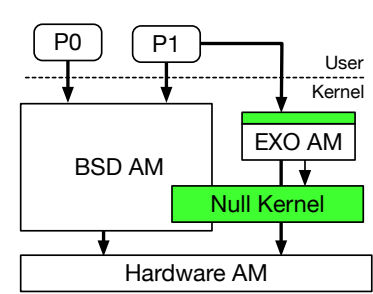 P0
P1
User
Kernel
EXO AM
BSD AM
Null Kernel
Hardware AM